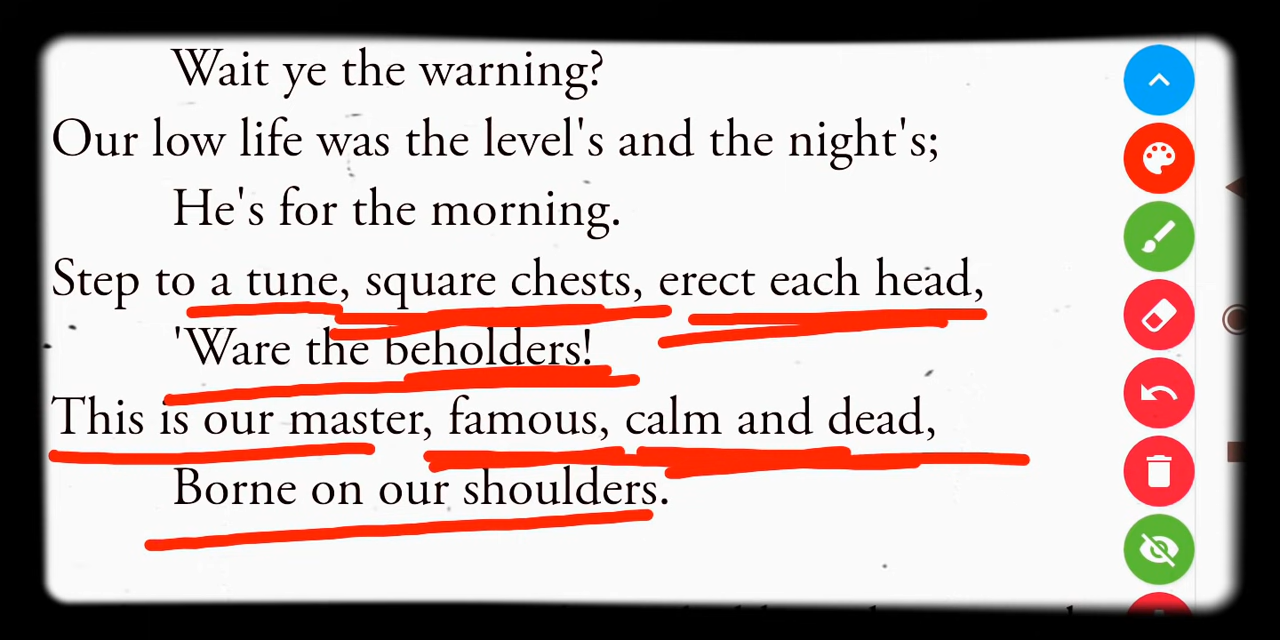 Wait ye the warning?
Our low life was the level's and the night's;
He's for the morning.
Step to a tune, square chests, erect each head,
'Ware the beholders!
This is our master, famous, calm and dead,
Borne on our shoulders.